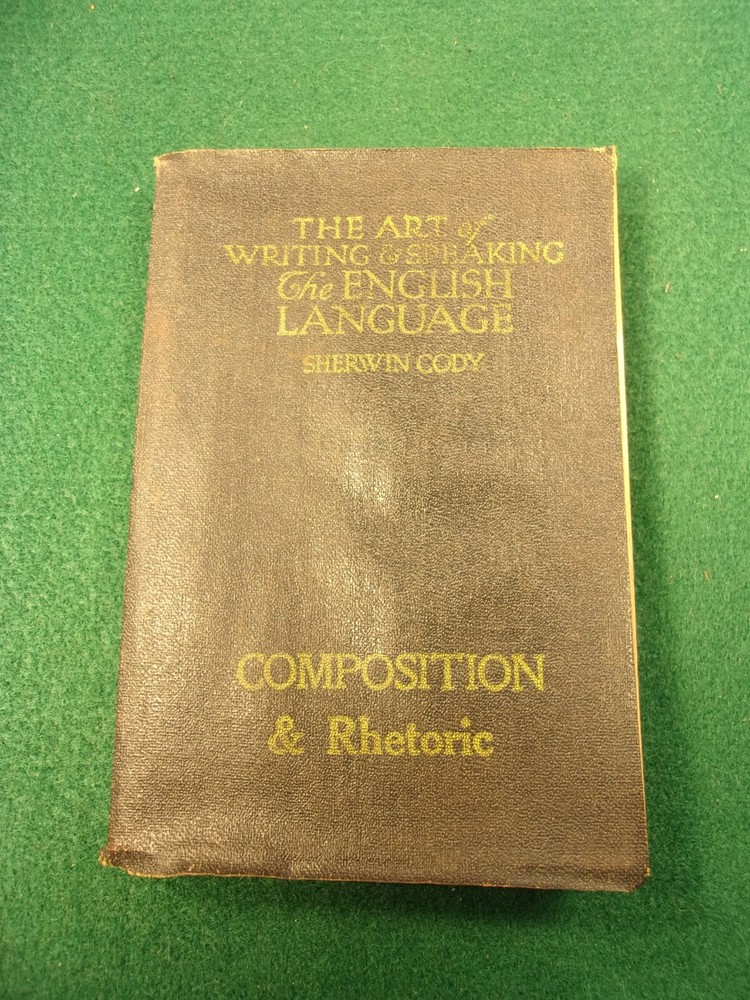 THE ART of
WRITING & SPEAKING
The ENGLISH
LANGUAGE
SHERWIN CODY
COMPOSITION
& Rhetoric